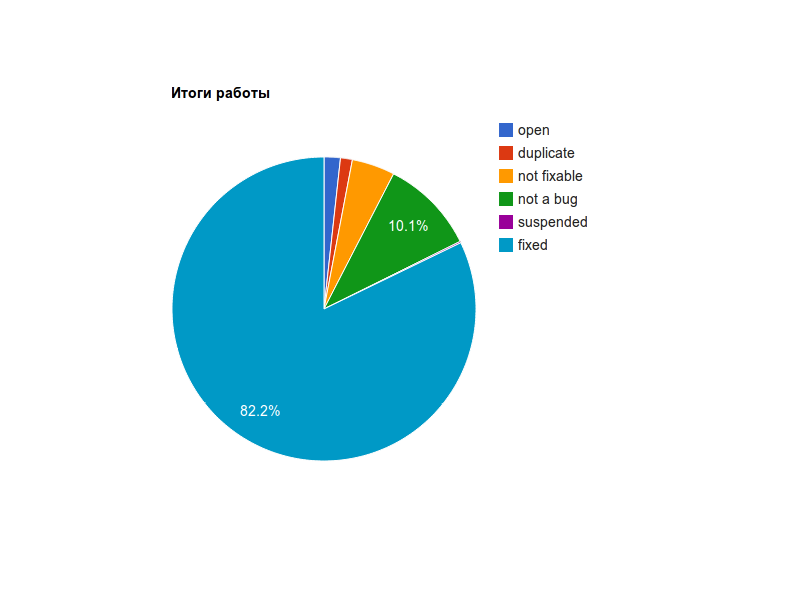 Итоги работы
open
duplicate
not fixable
not a bug
suspended
fixed
10.1%
82.2%